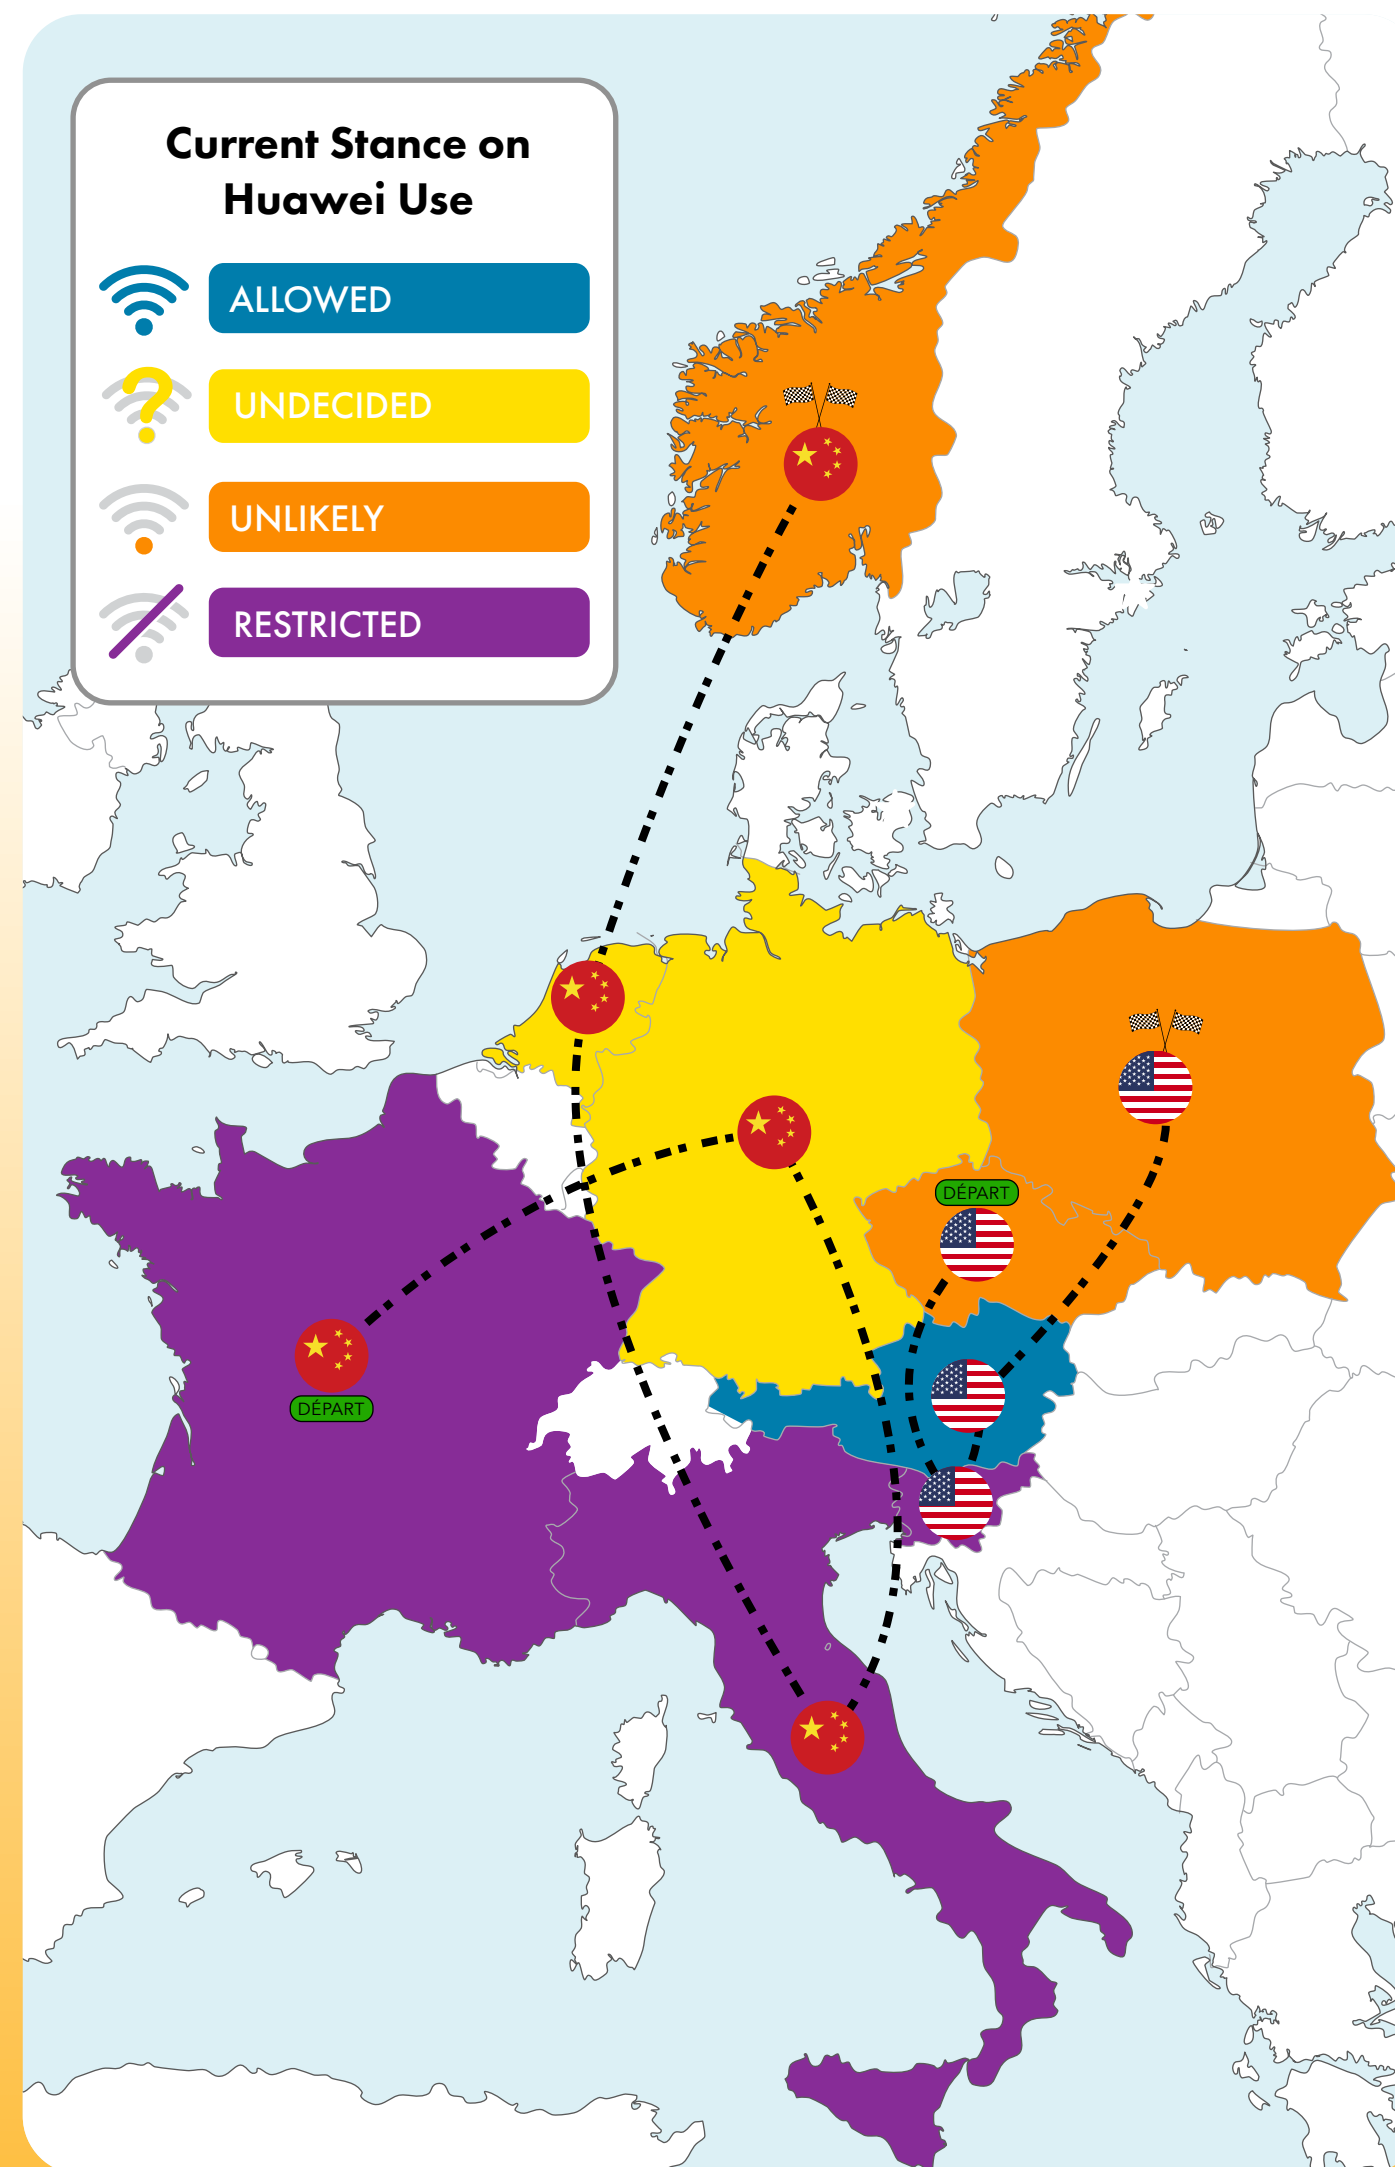 Current Stance on
Huawei Use
ALLOWED
?
UNDECIDED
UNLIKELY
RESTRICTED
DÉPART
DÉPART